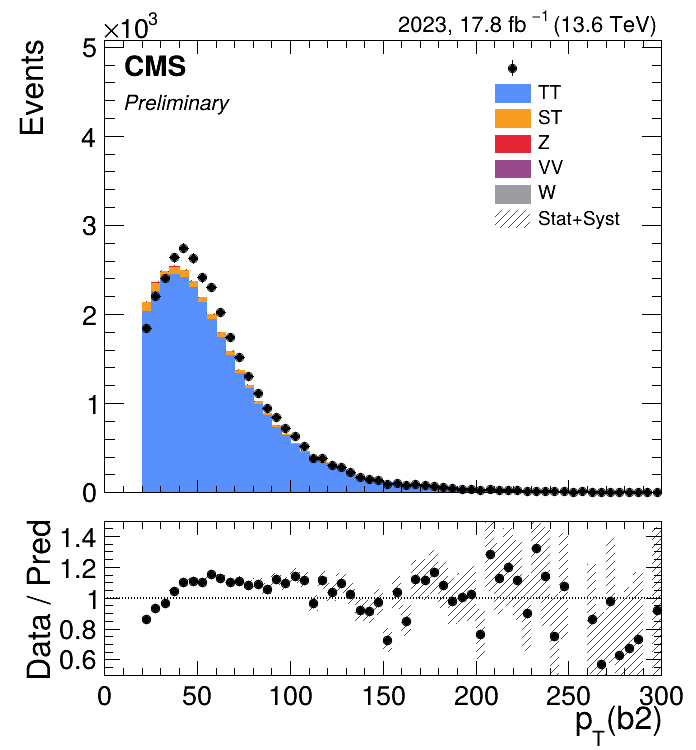 ×10³
2023, 17.8 fb⁻¹ (13.6 TeV)
Events
5
4
3
2
1
0
CMS
Preliminary
TT
ST
Z
VV
W
Stat+Syst
Data / Pred
1.4
1.2
1
0.8
0.6
0 50 100 150 200 250 300
p_T(b2)